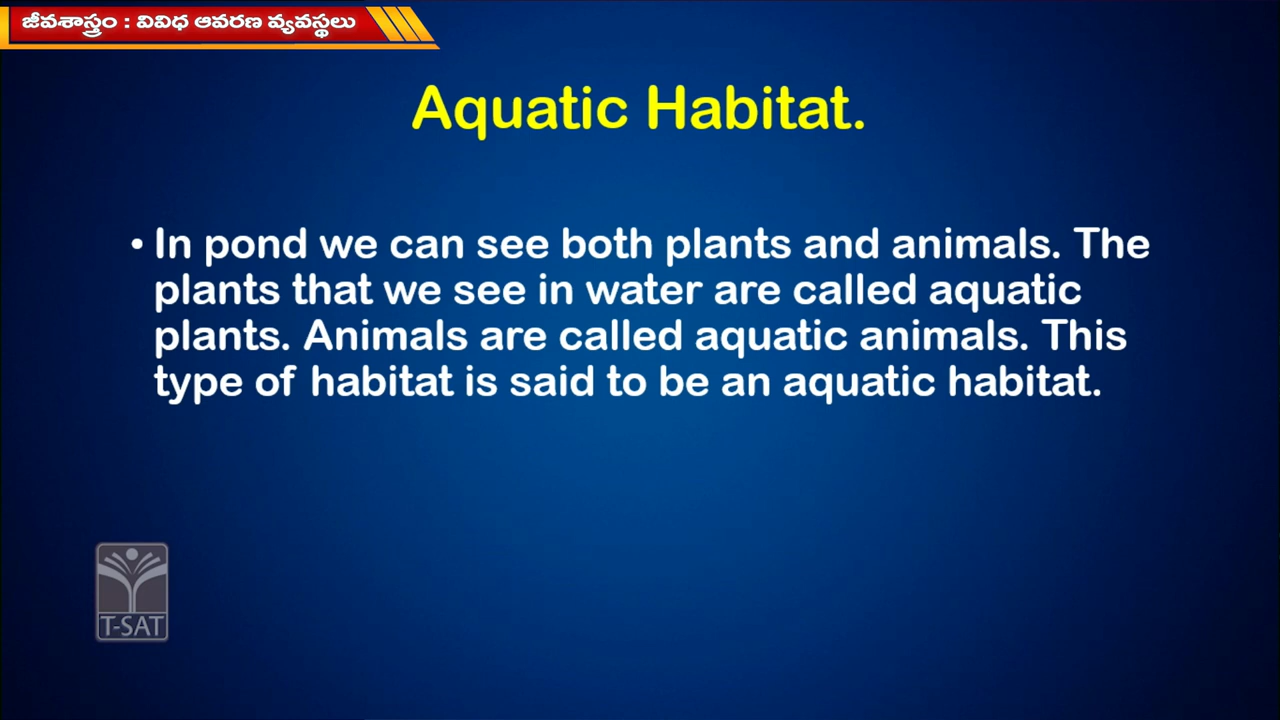 జీవశాస్త్రం : వివిధ ఆవరణ వ్యవస్థలు
Aquatic Habitat.
• In pond we can see both plants and animals. The
plants that we see in water are called aquatic
plants. Animals are called aquatic animals. This
type of habitat is said to be an aquatic habitat.
T-SAT